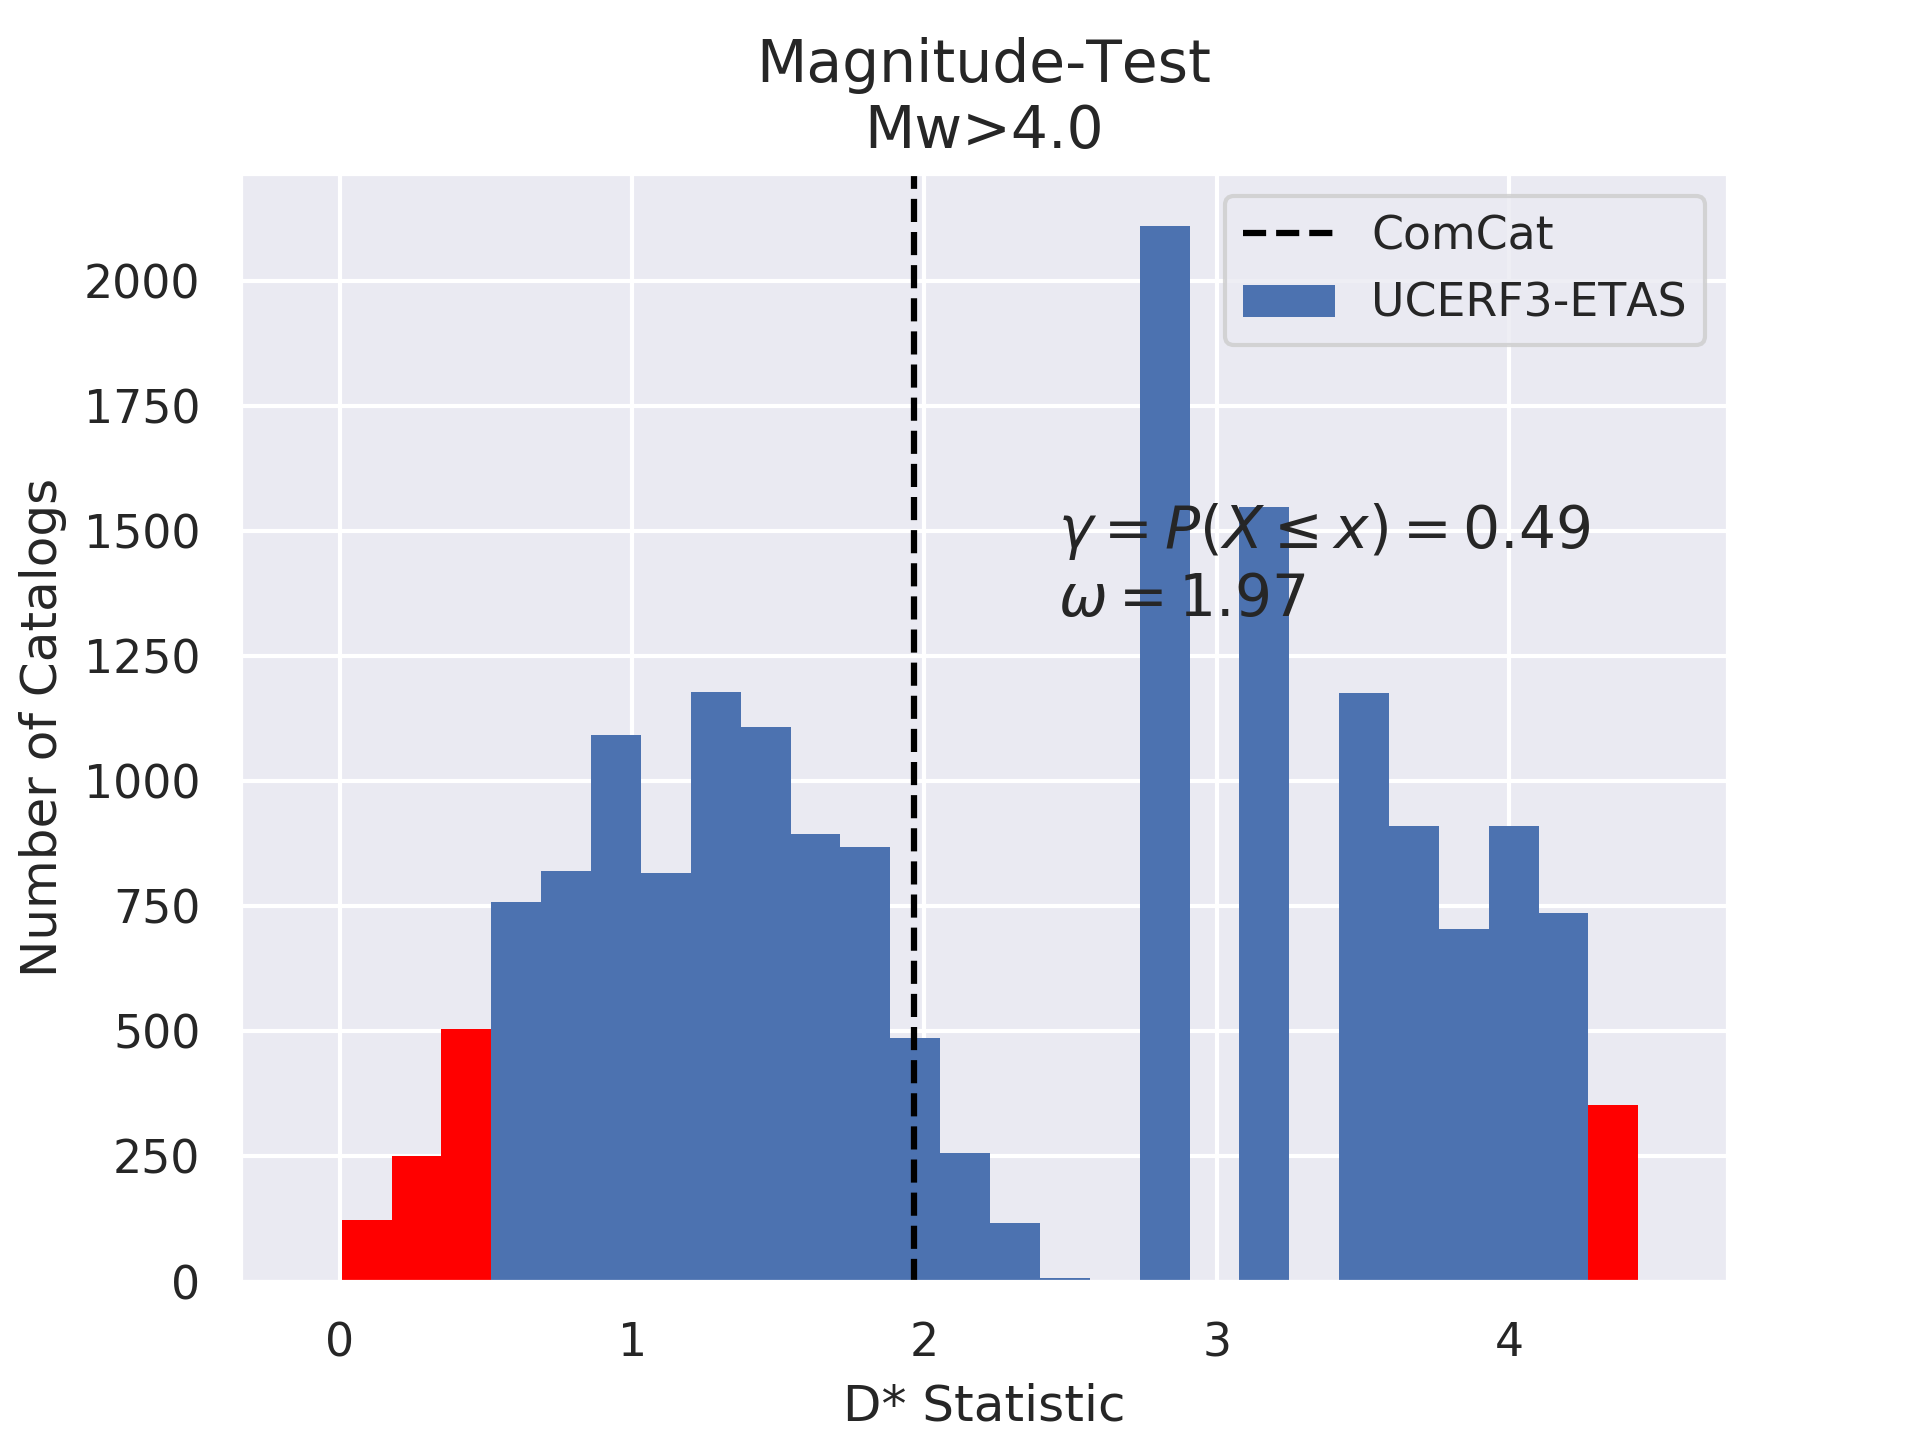 Magnitude-Test
Mw>4.0
ComCat
UCERF3-ETAS
γ = P(X ≤ x) = 0.49
ω = 1.97
Number of Catalogs
2000
1750
1500
1250
1000
750
500
250
0
0 1 2 3 4
D* Statistic